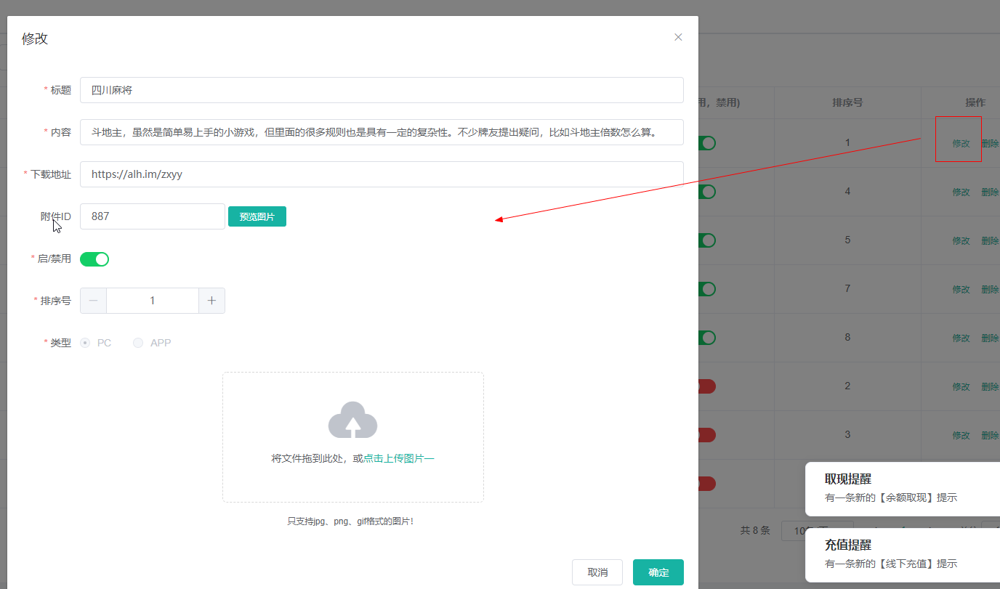 修改
* 标题 四川麻将
* 内容 斗地主，虽然是简单易上手的小游戏，但里面的很多规则也是具有一定的复杂性。不少牌友提出疑问，比如斗地主倍数怎么算。
* 下载地址 https://alh.im/zxyy
附件ID 887 预览图片
* 启/禁用
* 排序号 1
* 类型 PC APP
将文件拖到此处，或点击上传图片一
只支持jpg、png、gif格式的图片！
取消 确定
用，禁用) 排序号 操作
1 修改 删除
4 修改 删除
5 修改 删除
7 修改 删除
8 修改 删除
2 修改 删除
3 修改 删除
共 8 条
取现提醒
有一条新的【余额取现】提示
充值提醒
有一条新的【线下充值】提示